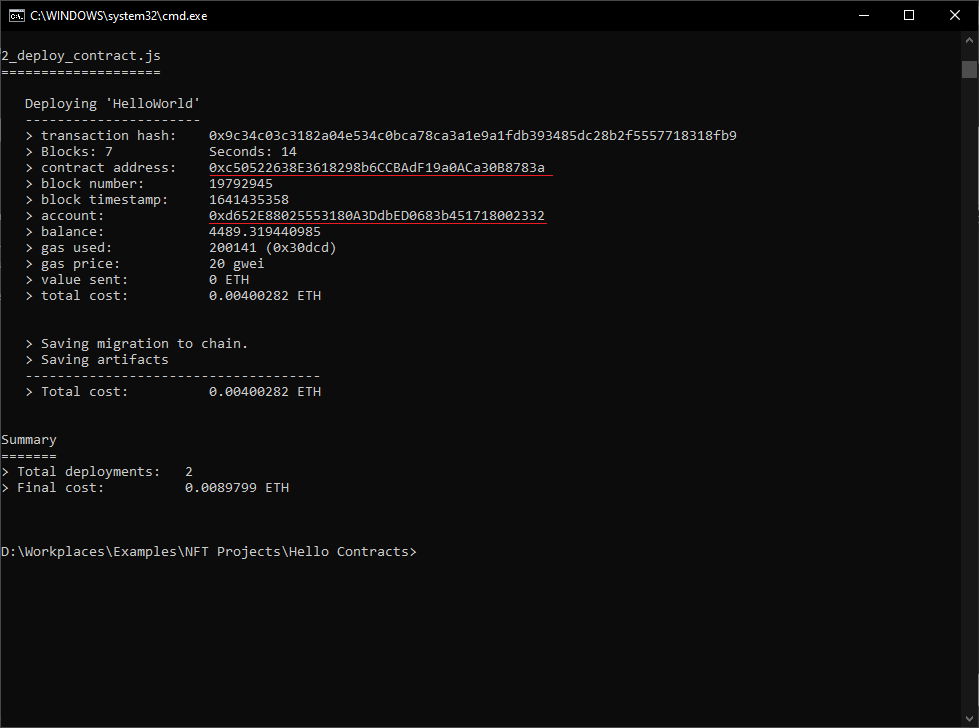 C:\WINDOWS\system32\cmd.exe
2_deploy_contract.js
====================
Deploying 'HelloWorld'
----------------------
> transaction hash:    0x9c34c03c3182a04e534c0bca78ca3a1e9a1fdb393485dc28b2f5557718318fb9
> Blocks: 7            Seconds: 14
> contract address:    0xc50522638E3618298b6CCBAdF19a0ACa30B8783a
> block number:        19792945
> block timestamp:     1641435358
> account:             0xd652E88025553180A3DdbED0683b451718002332
> balance:             4489.319440985
> gas used:            200141 (0x30dcd)
> gas price:           20 gwei
> value sent:          0 ETH
> total cost:          0.00400282 ETH
> Saving migration to chain.
> Saving artifacts
-------------------------------------
> Total cost:          0.00400282 ETH
Summary
=======
> Total deployments:   2
> Final cost:          0.0089799 ETH
D:\Workplaces\Examples\NFT Projects\Hello Contracts>